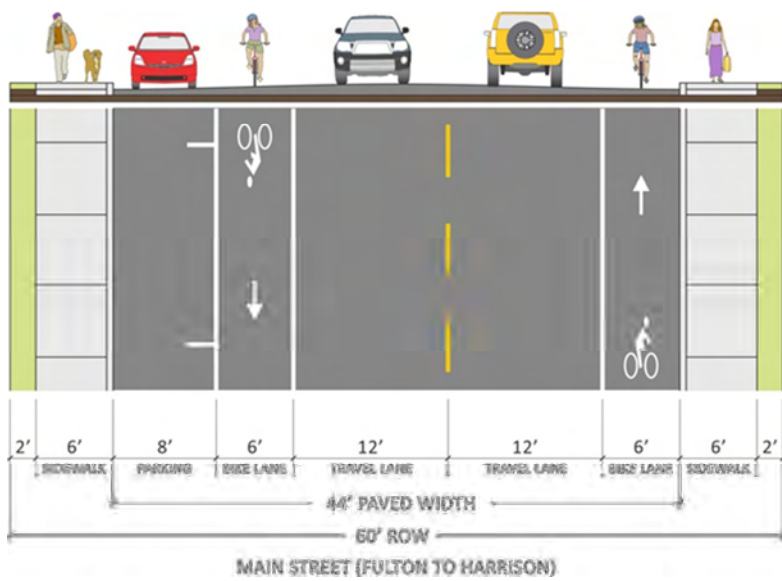 2' 6' 8' 6' 12' 12' 6' 6' 2'
SIDEWALK PARKING BIKE LANE TRAVEL LANE TRAVEL LANE BIKE LANE SIDEWALK
44' PAVED WIDTH
60' ROW
MAIN STREET (FULTON TO HARRISON)